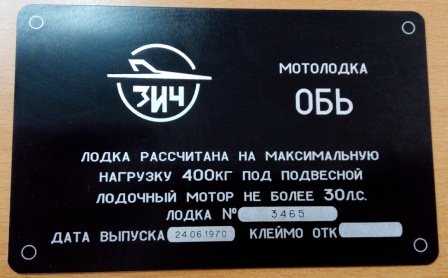 ЗИЧ
МОТОЛОДКА
ОБЬ
ЛОДКА РАССЧИТАНА НА МАКСИМАЛЬНУЮ
НАГРУЗКУ 400КГ ПОД ПОДВЕСНОЙ
ЛОДОЧНЫЙ МОТОР НЕ БОЛЕЕ 30Л.С.
ЛОДКА № 3465
ДАТА ВЫПУСКА 24.06.1970 КЛЕЙМО ОТК